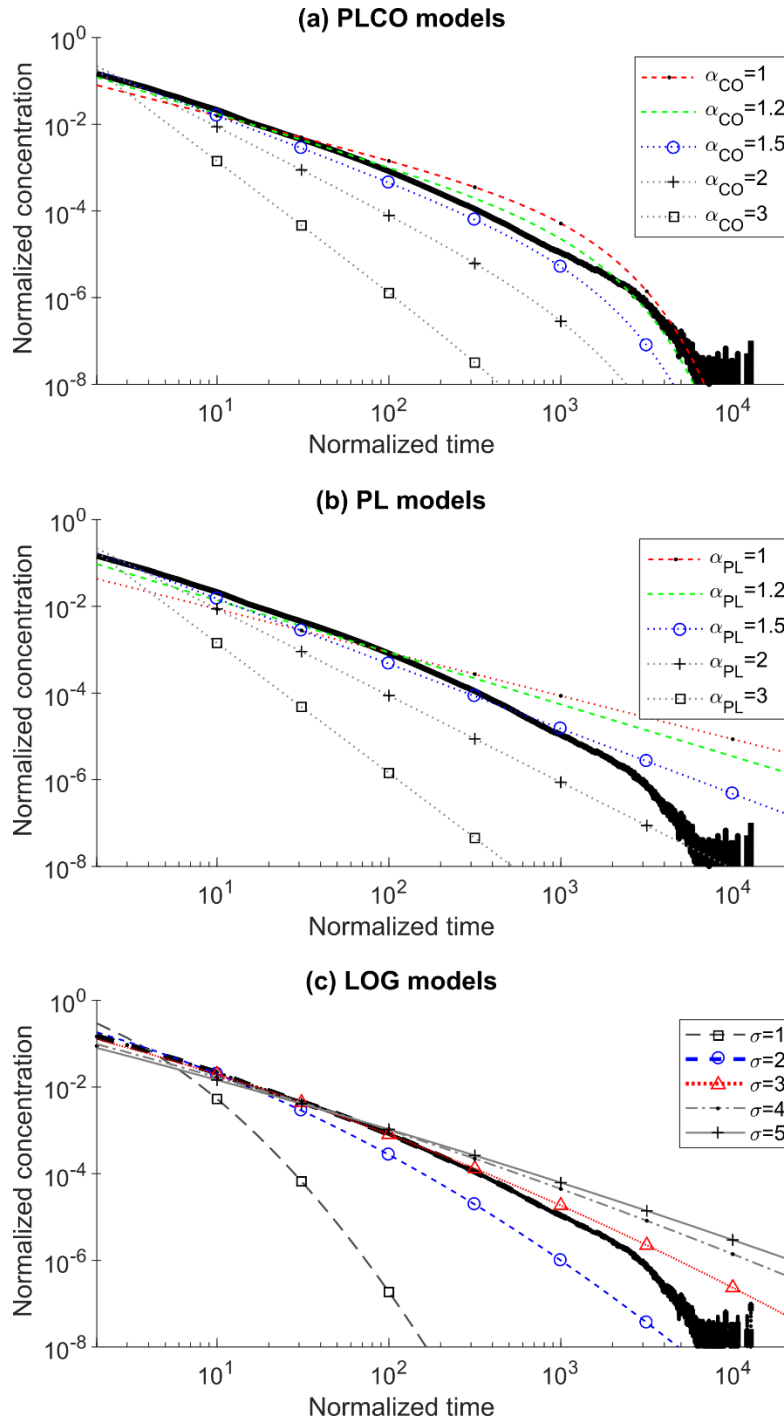 (a) PLCO models
10^0
10^-2
10^-4
10^-6
10^-8
Normalized concentration
α_CO=1
α_CO=1.2
α_CO=1.5
α_CO=2
α_CO=3
10^1 10^2 10^3 10^4
Normalized time
(b) PL models
10^0
10^-2
10^-4
10^-6
10^-8
Normalized concentration
α_PL=1
α_PL=1.2
α_PL=1.5
α_PL=2
α_PL=3
10^1 10^2 10^3 10^4
Normalized time
(c) LOG models
10^0
10^-2
10^-4
10^-6
10^-8
Normalized concentration
σ=1
σ=2
σ=3
σ=4
σ=5
10^1 10^2 10^3 10^4
Normalized time